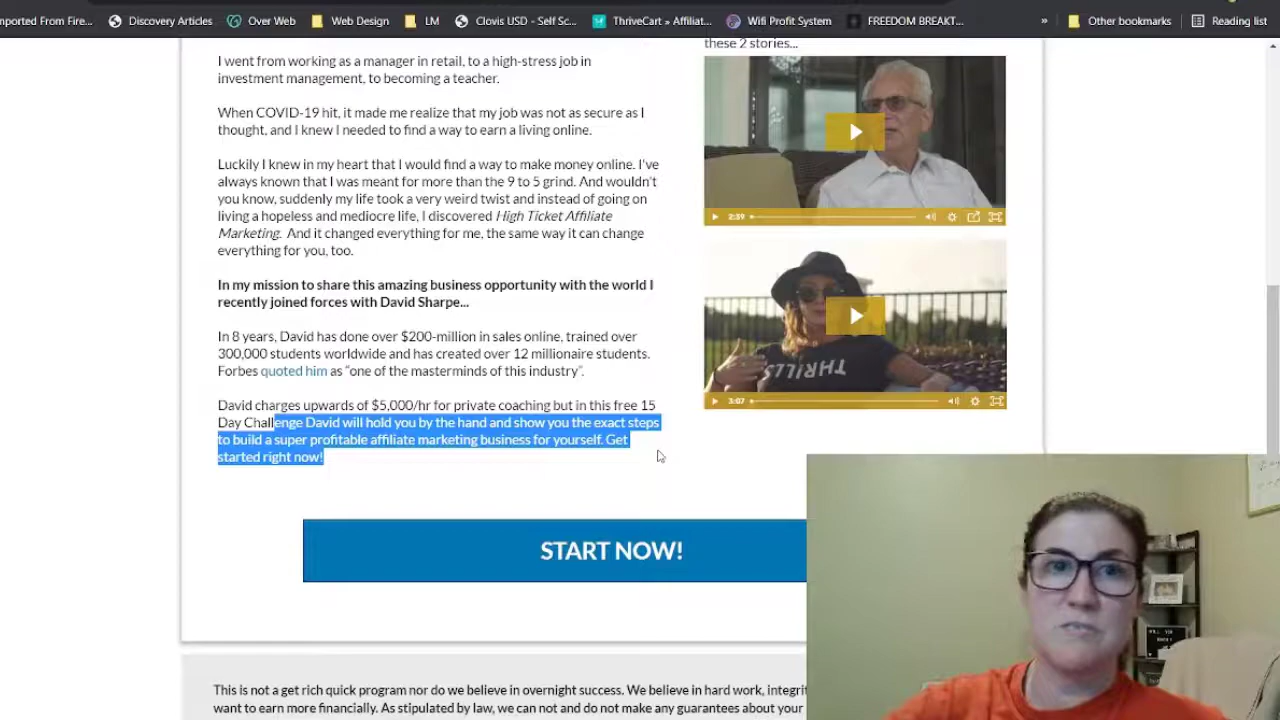 mported From Fire...
Discovery Articles
Over Web
Web Design
LM
Clovis USD - Self Sc...
ThriveCart » Affiliat...
Wifi Profit System
FREEDOM BREAKT...
»
Other bookmarks
Reading list
these 2 stories...
I went from working as a manager in retail, to a high-stress job in
investment management, to becoming a teacher.
When COVID-19 hit, it made me realize that my job was not as secure as I
thought, and I knew I needed to find a way to earn a living online.
Luckily I knew in my heart that I would find a way to make money online. I've
always known that I was meant for more than the 9 to 5 grind. And wouldn't
you know, suddenly my life took a very weird twist and instead of going on
living a hopeless and mediocre life, I discovered High Ticket Affiliate
Marketing. And it changed everything for me, the same way it can change
everything for you, too.
In my mission to share this amazing business opportunity with the world I
recently joined forces with David Sharpe...
In 8 years, David has done over $200-million in sales online, trained over
300,000 students worldwide and has created over 12 millionaire students.
Forbes quoted him as “one of the masterminds of this industry”.
David charges upwards of $5,000/hr for private coaching but in this free 15
Day Challenge David will hold you by the hand and show you the exact steps
to build a super profitable affiliate marketing business for yourself. Get
started right now!
2:39
THRILLS
3:07
START NOW!
This is not a get rich quick program nor do we believe in overnight success. We believe in hard work, integrit
want to earn more financially. As stipulated by law, we can not and do not make any guarantees about your